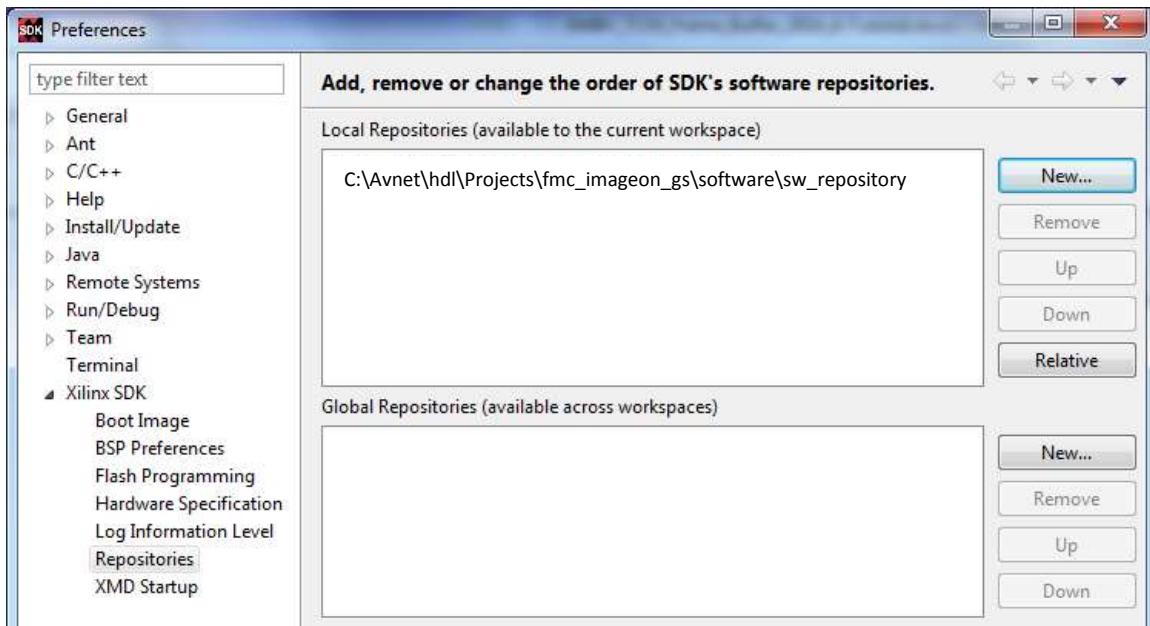 SDK Preferences
type filter text
General
Ant
C/C++
Help
Install/Update
Java
Remote Systems
Run/Debug
Team
Terminal
Xilinx SDK
Boot Image
BSP Preferences
Flash Programming
Hardware Specification
Log Information Level
Repositories
XMD Startup
Add, remove or change the order of SDK's software repositories.
Local Repositories (available to the current workspace)
C:\Avnet\hdl\Projects\fmc_imageon_gs\software\sw_repository
New...
Remove
Up
Down
Relative
Global Repositories (available across workspaces)
New...
Remove
Up
Down